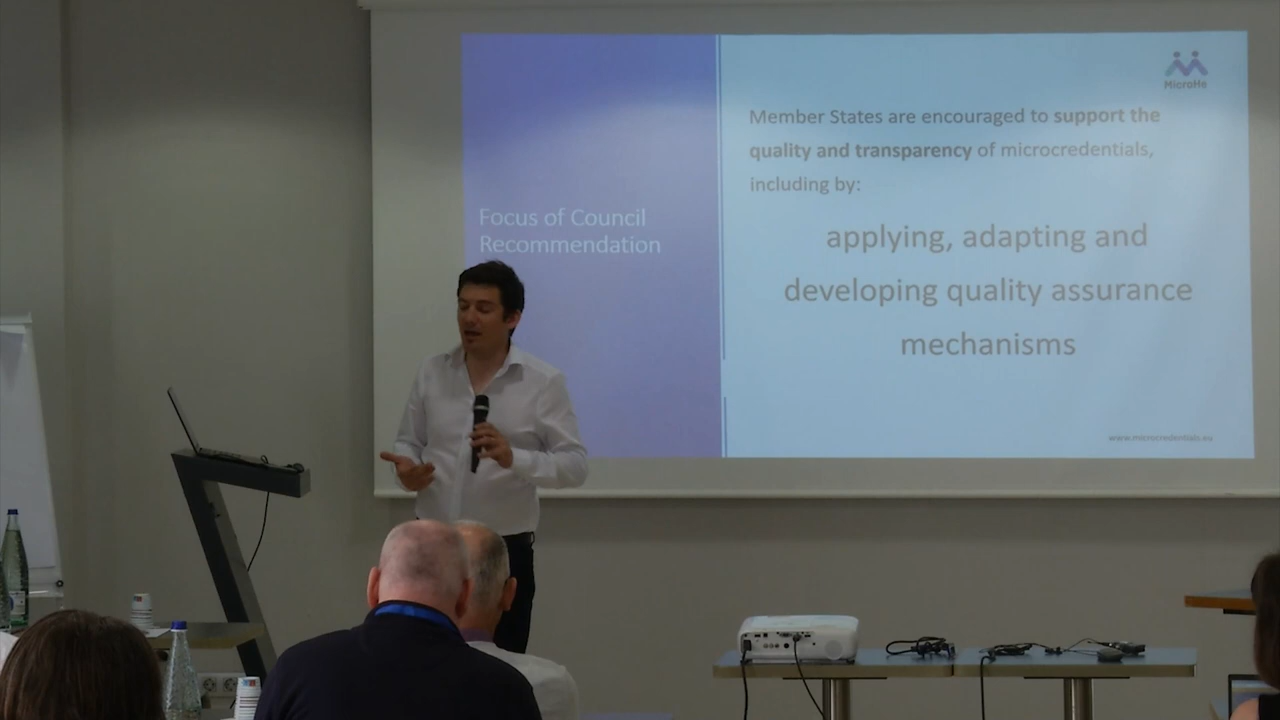 MicroHe
Member States are encouraged to support the
quality and transparency of microcredentials,
including by:
Focus of Council
Recommendation
applying, adapting and
developing quality assurance
mechanisms
www.microcredentials.eu